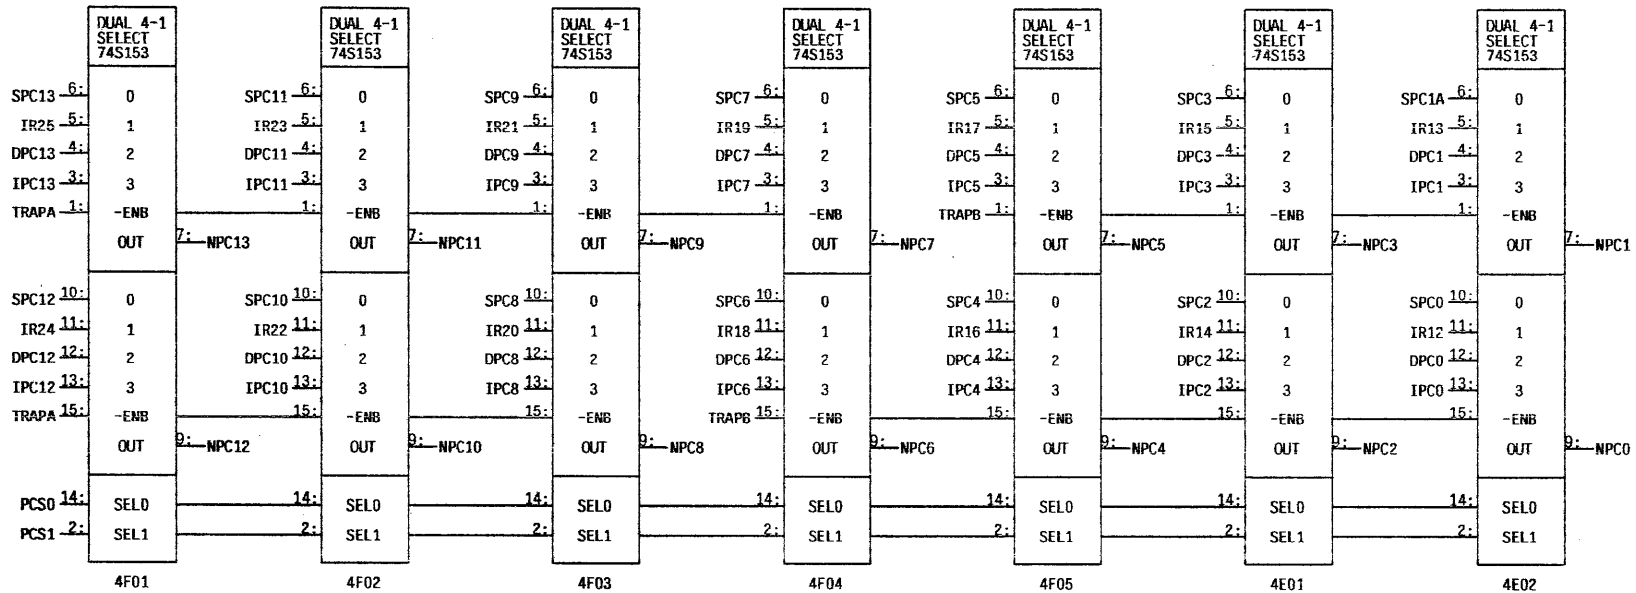 DUAL 4-1 SELECT 74S153 DUAL 4-1 SELECT 74S153 DUAL 4-1 SELECT 74S153 DUAL 4-1 SELECT 74S153 DUAL 4-1 SELECT 74S153 DUAL 4-1 SELECT 74S153 DUAL 4-1 SELECT 74S153
SPC13 6: 0 SPC11 6: 0 SPC9 6: 0 SPC7 6: 0 SPC5 6: 0 SPC3 6: 0 SPC1A 6: 0
IR25 5: 1 IR23 5: 1 IR21 5: 1 IR19 5: 1 IR17 5: 1 IR15 5: 1 IR13 5: 1
DPC13 4: 2 DPC11 4: 2 DPC9 4: 2 DPC7 4: 2 DPC5 4: 2 DPC3 4: 2 DPC1 4: 2
IPC13 3: 3 IPC11 3: 3 IPC9 3: 3 IPC7 3: 3 IPC5 3: 3 IPC3 3: 3 IPC1 3: 3
TRAPA 1: -ENB 1: -ENB 1: -ENB 1: -ENB TRAPB 1: -ENB 1: -ENB 1: -ENB
OUT 7: NPC13 OUT 7: NPC11 OUT 7: NPC9 OUT 7: NPC7 OUT 7: NPC5 OUT 7: NPC3 OUT 7: NPC1
SPC12 10: 0 SPC10 10: 0 SPC8 10: 0 SPC6 10: 0 SPC4 10: 0 SPC2 10: 0 SPC0 10: 0
IR24 11: 1 IR22 11: 1 IR20 11: 1 IR18 11: 1 IR16 11: 1 IR14 11: 1 IR12 11: 1
DPC12 12: 2 DPC10 12: 2 DPC8 12: 2 DPC6 12: 2 DPC4 12: 2 DPC2 12: 2 DPC0 12: 2
IPC12 13: 3 IPC10 13: 3 IPC8 13: 3 IPC6 13: 3 IPC4 13: 3 IPC2 13: 3 IPC0 13: 3
TRAPA 15: -ENB 15: -ENB 15: -ENB TRAPB 15: -ENB 15: -ENB 15: -ENB 15: -ENB
OUT 9: NPC12 OUT 9: NPC10 OUT 9: NPC8 OUT 9: NPC6 OUT 9: NPC4 OUT 9: NPC2 OUT 9: NPC0
PCS0 14: SEL0 14: SEL0 14: SEL0 14: SEL0 14: SEL0 14: SEL0 14: SEL0
PCS1 2: SEL1 2: SEL1 2: SEL1 2: SEL1 2: SEL1 2: SEL1 2: SEL1
4F01 4F02 4F03 4F04 4F05 4E01 4E02